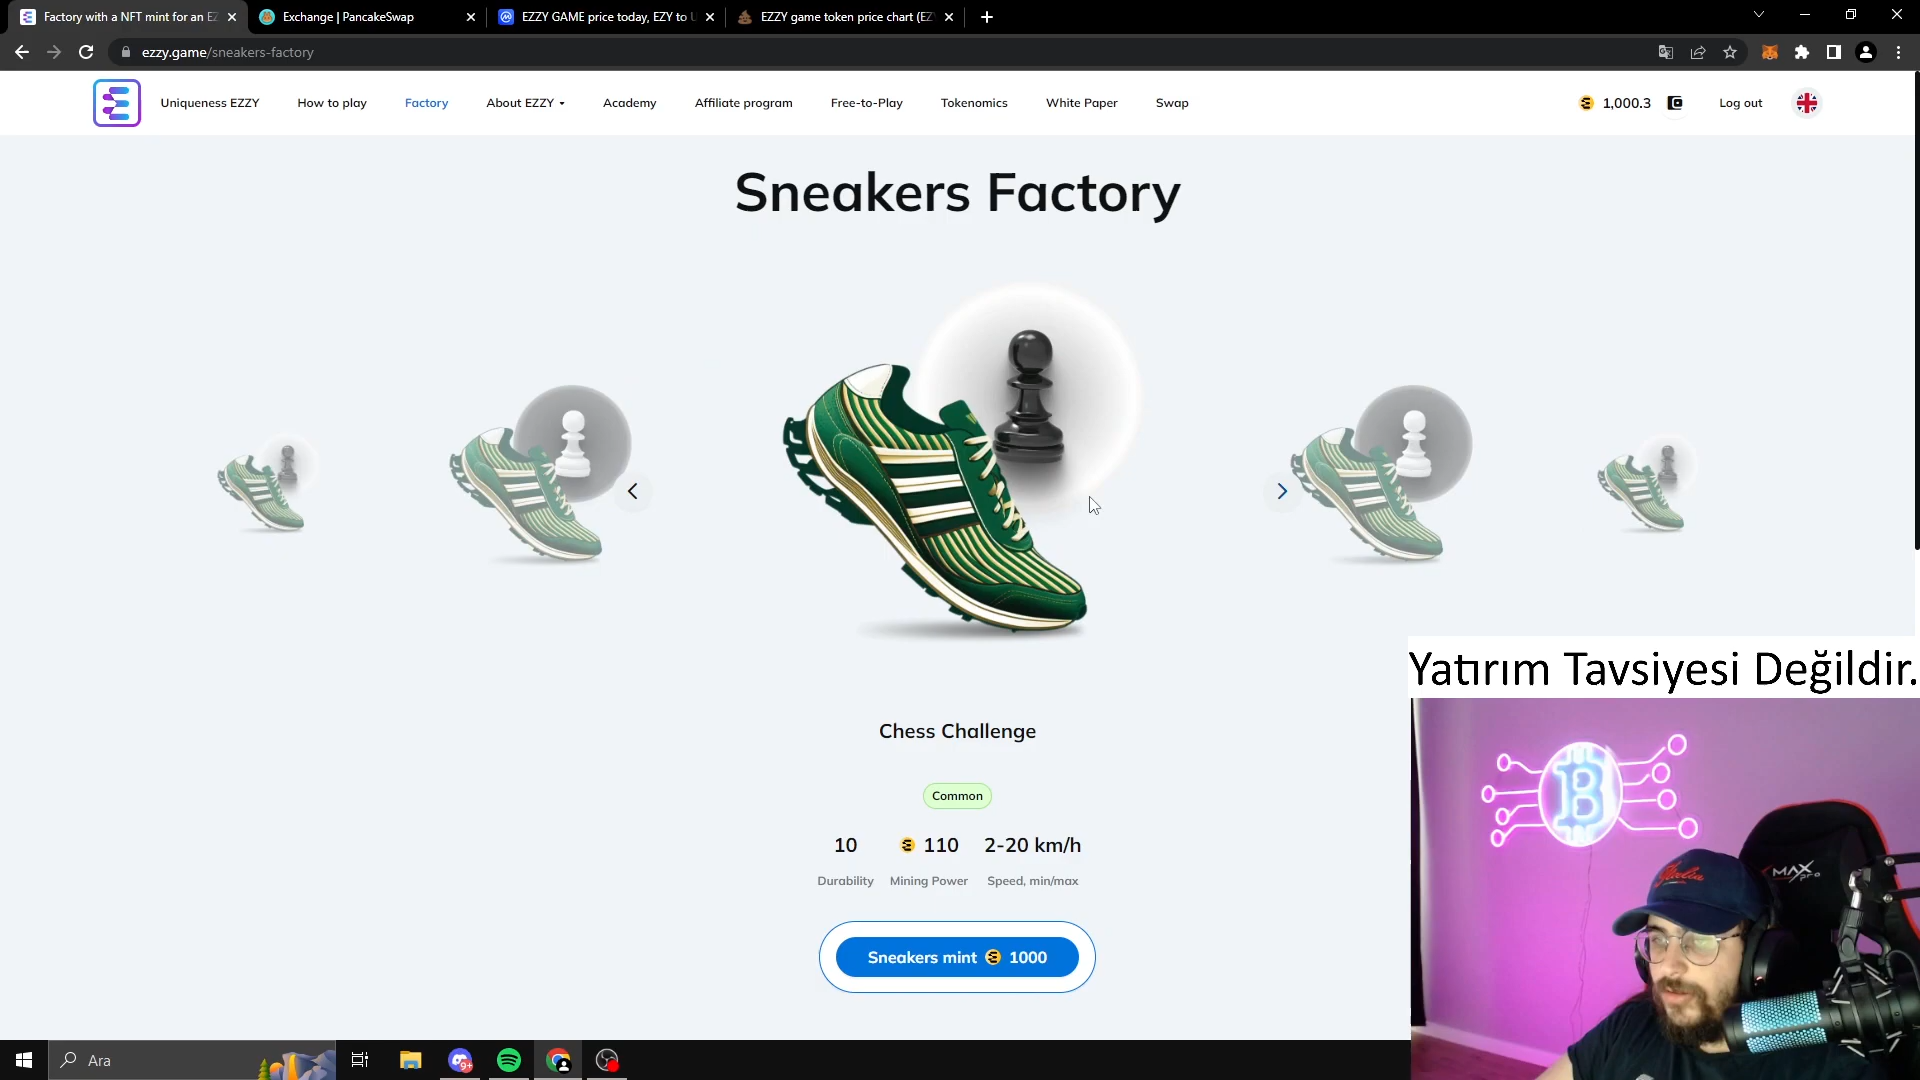 Factory with a NFT mint for an EZ
Exchange | PancakeSwap
EZZY GAME price today, EZY to U
EZZY game token price chart (EZ
ezzy.game/sneakers-factory
Uniqueness EZZY
How to play
Factory
About EZZY
Academy
Affiliate program
Free-to-Play
Tokenomics
White Paper
Swap
1,000.3
Log out
Sneakers Factory
Yatırım Tavsiyesi Değildir.
Chess Challenge
Common
10
110
2-20 km/h
Durability
Mining Power
Speed, min/max
Sneakers mint 1000
MAX
pro
Ara
9+